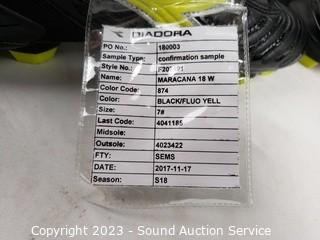 DIADORA
PO No.: 180003
Sample Type: confirmation sample
Style No.:
Name: MARACANA 18 W
Color Code: 874
Color: BLACK/FLUO YELL
Size: 7#
Last Code: 4041185
Midsole:
Outsole: 4023422
FTY: SEMS
DATE: 2017-11-17
Season: S18
Copyright 2023 - Sound Auction Service